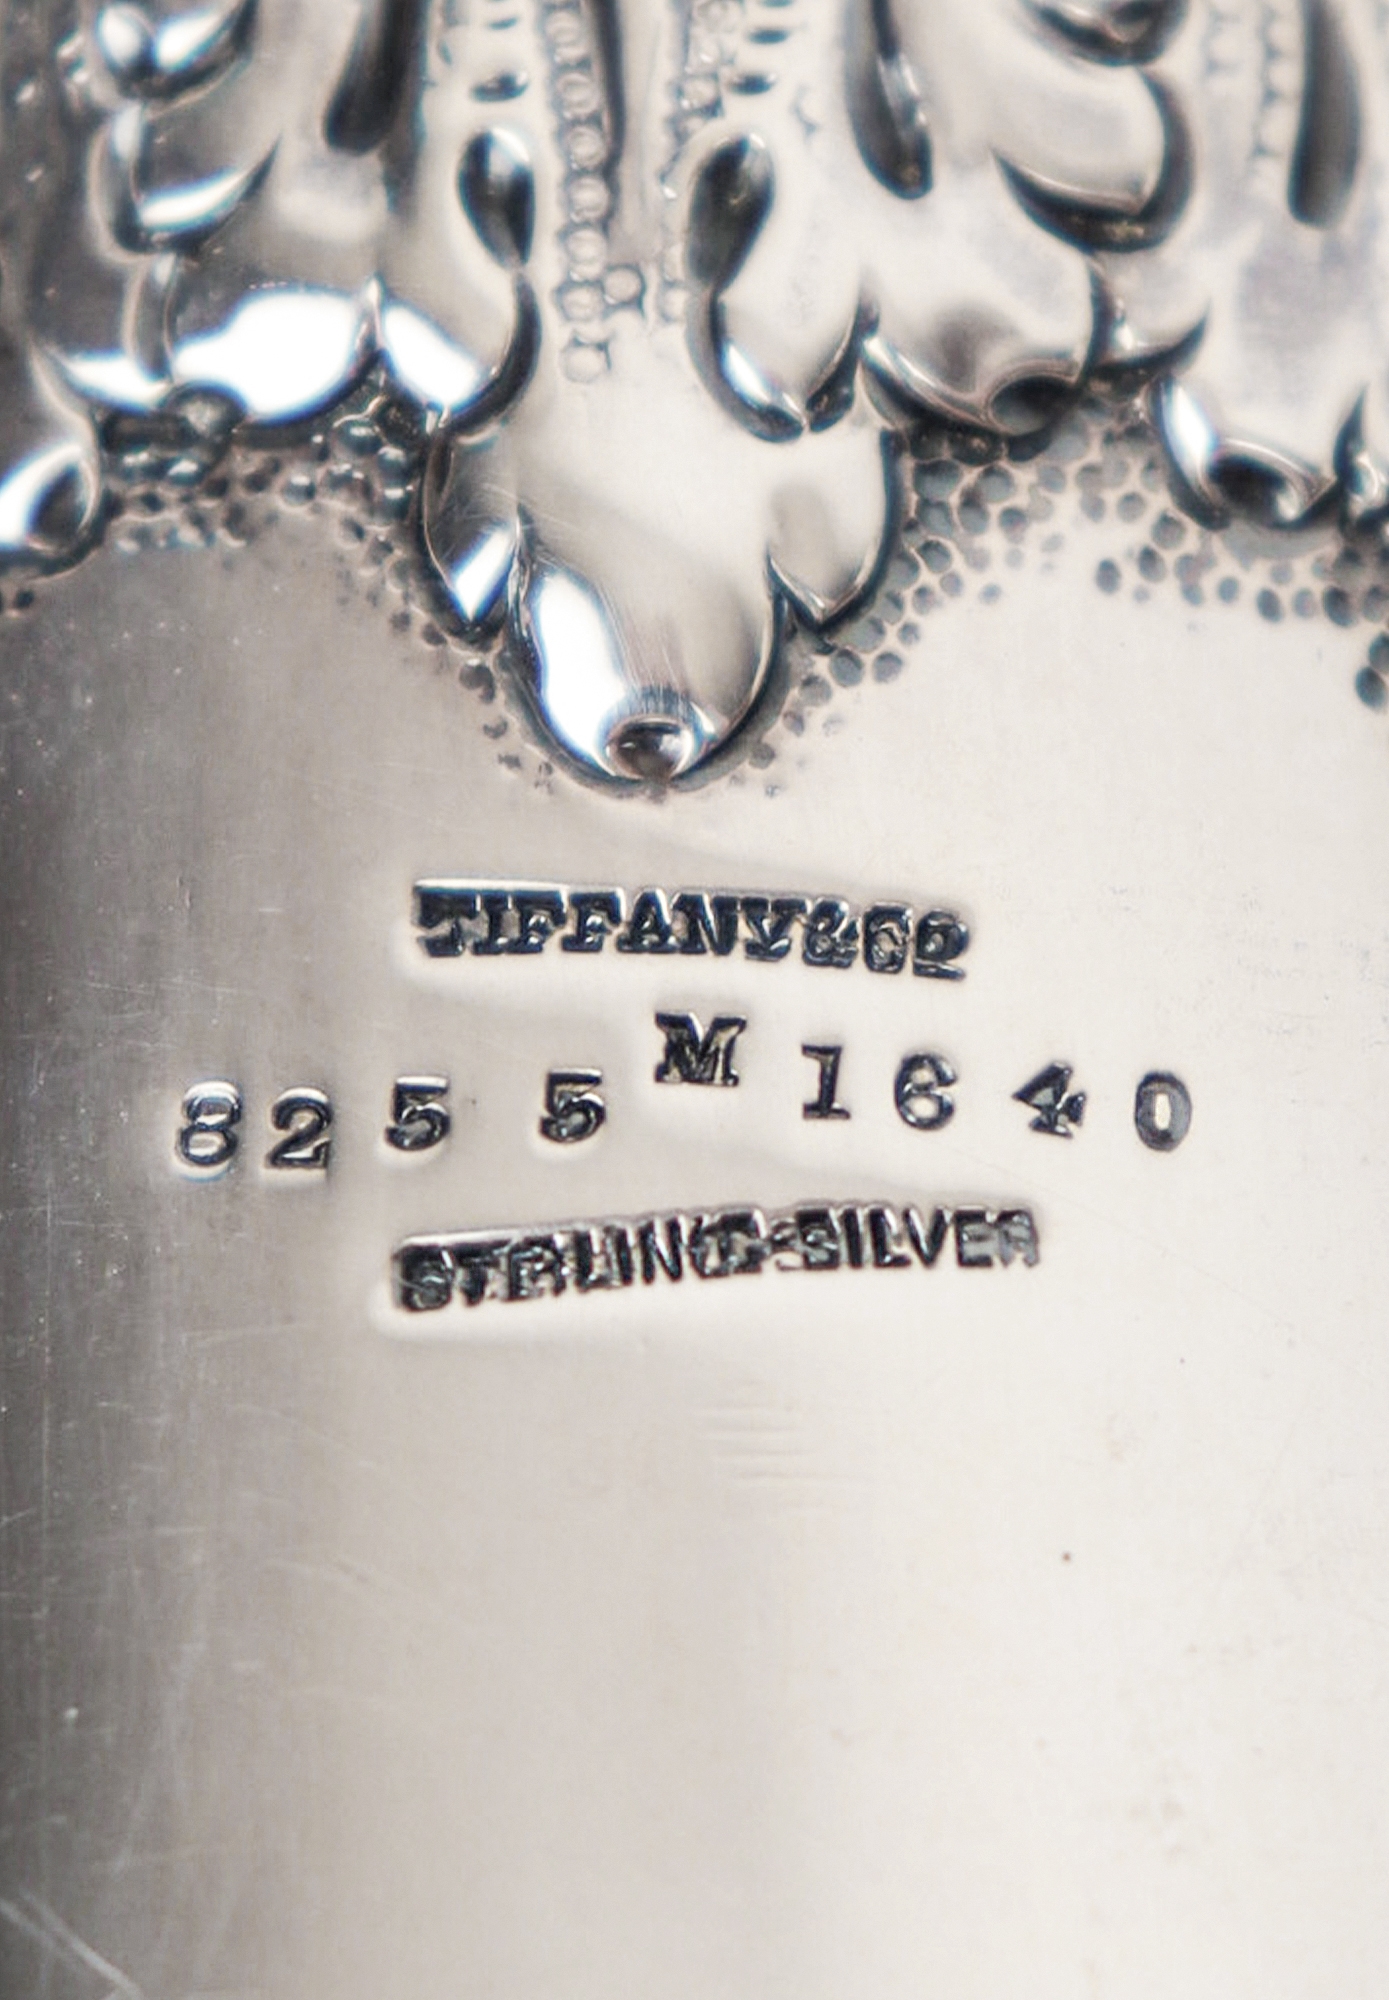 TIFFANY & Co
8255 M 1640
STERLING-SILVER